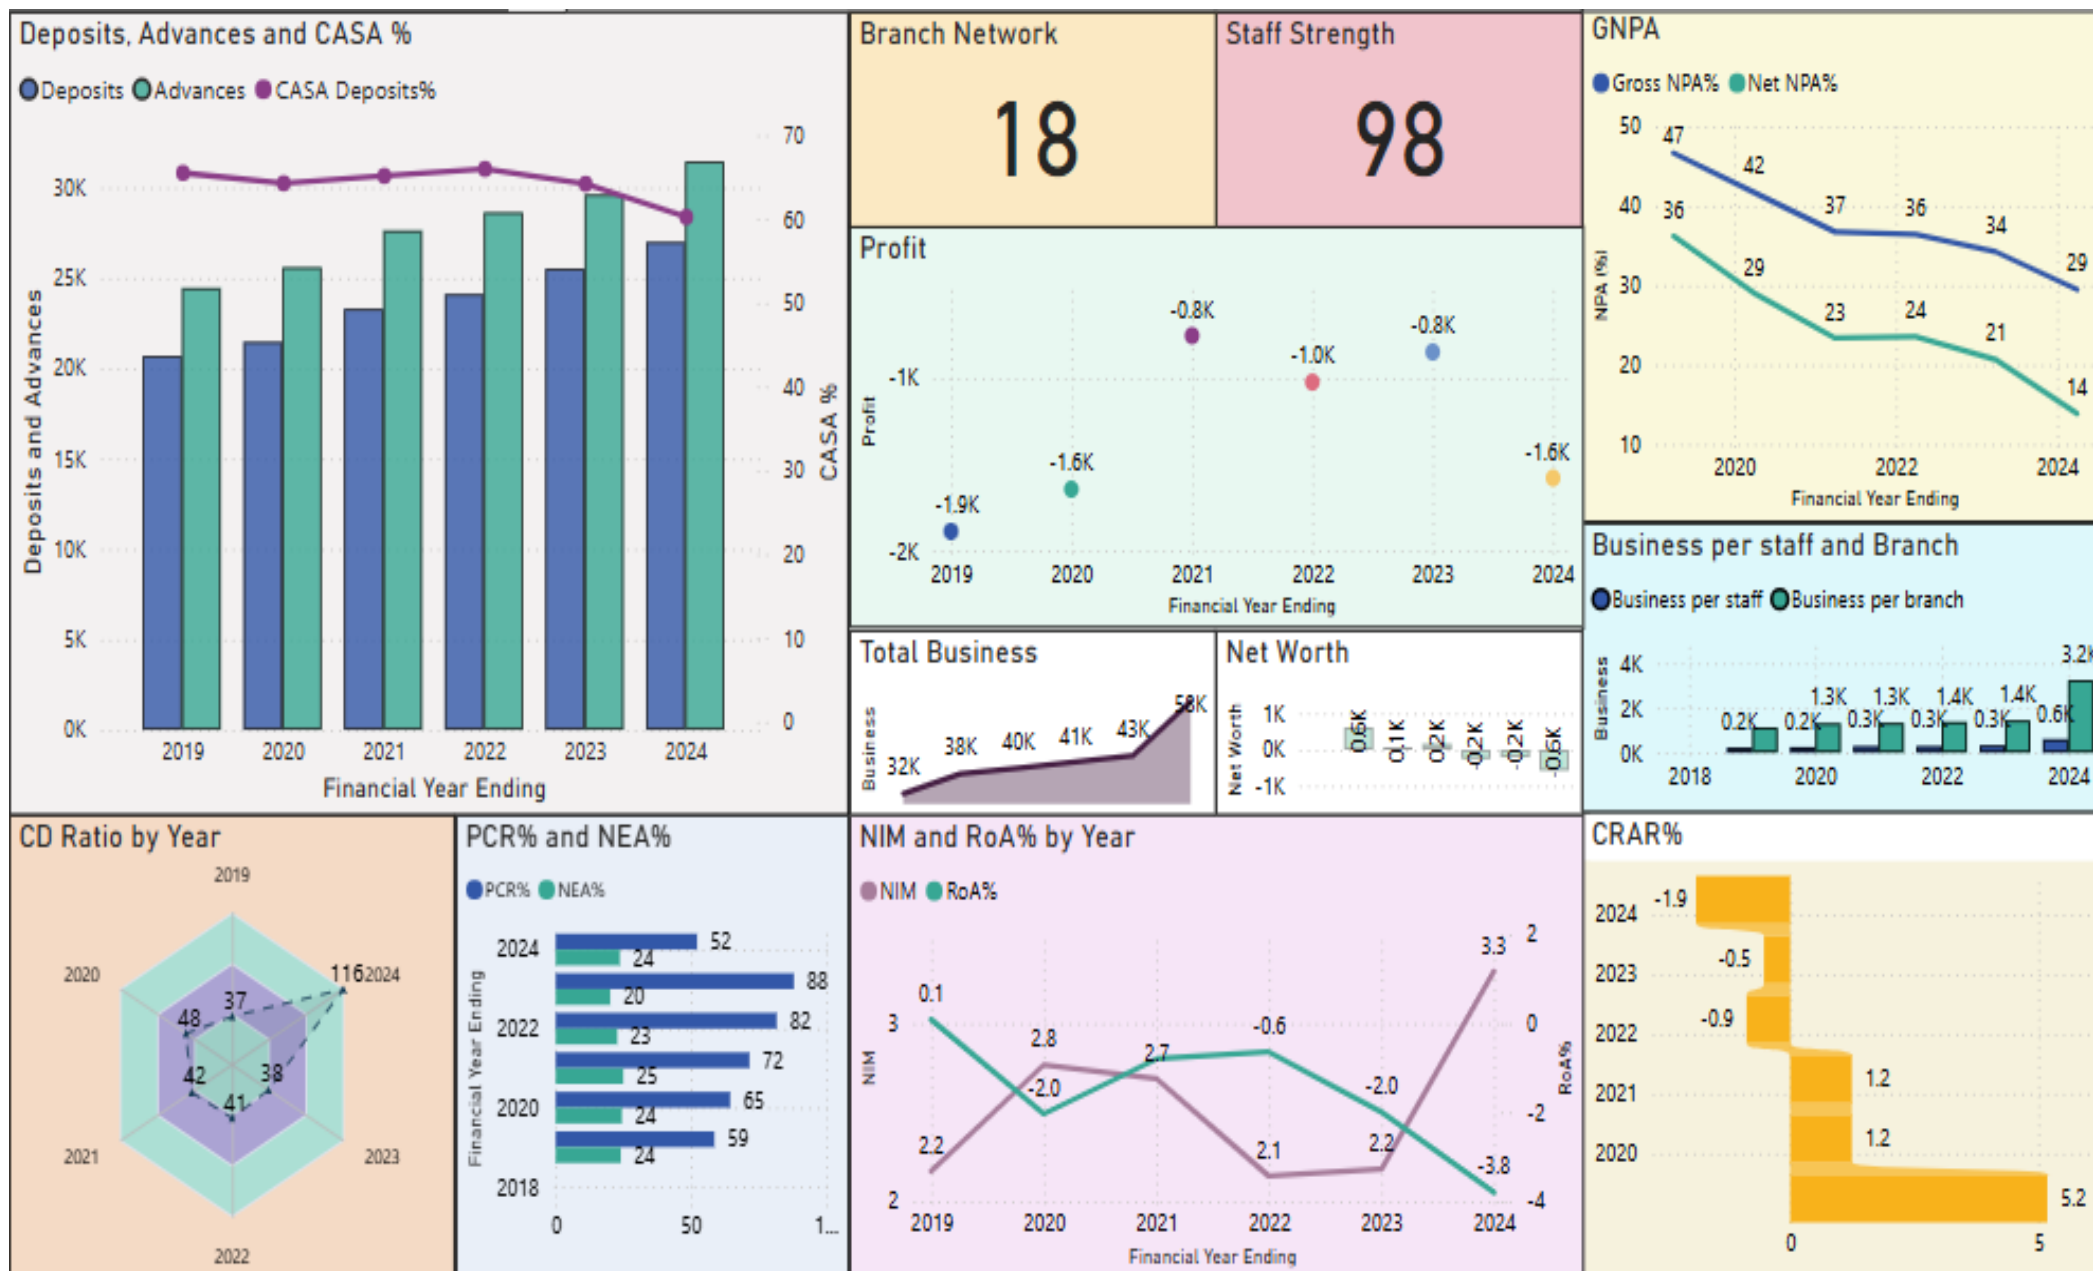 Deposits, Advances and CASA %
Deposits Advances CASA Deposits%
Deposits and Advances
30K
25K
20K
15K
10K
5K
0K
70
60
50
40
30
20
10
0
CASA %
2019 2020 2021 2022 2023 2024
Financial Year Ending
Branch Network
18
Staff Strength
98
Profit
Profit
-1K
-2K
-1.9K
-1.6K
-0.8K
-1.0K
-0.8K
-1.6K
2019 2020 2021 2022 2023 2024
Financial Year Ending
GNPA
Gross NPA% Net NPA%
NPA (%)
50
40
30
20
10
47 42 37 36 34 29
36 29 23 24 21 14
2020 2022 2024
Financial Year Ending
Business per staff and Branch
Business per staff Business per branch
Business
4K
2K
0K
0.2K 0.2K 0.3K 0.3K 0.3K 0.6K
1.3K 1.3K 1.4K 1.4K 3.2K
2018 2020 2022 2024
Total Business
Business
32K 38K 40K 41K 43K 58K
Net Worth
Net Worth
1K
0K
-1K
0.6K 0.1K 0.2K -0.2K -0.2K -0.6K
CD Ratio by Year
2019
2020
2021
2022
2023
2024
37
48
42
41
38
116
PCR% and NEA%
PCR% NEA%
Financial Year Ending
2024
2022
2020
2018
52
24
88
20
82
23
72
25
65
24
59
24
0 50 1...
NIM and RoA% by Year
NIM RoA%
NIM
3
2
2
0
-2
-4
RoA%
0.1 -2.0 -0.6 -2.0 -3.8
2.2 2.8 2.7 2.1 2.2 3.3
2019 2020 2021 2022 2023 2024
Financial Year Ending
CRAR%
2024
2023
2022
2021
2020
-1.9
-0.5
-0.9
1.2
1.2
5.2
0 5